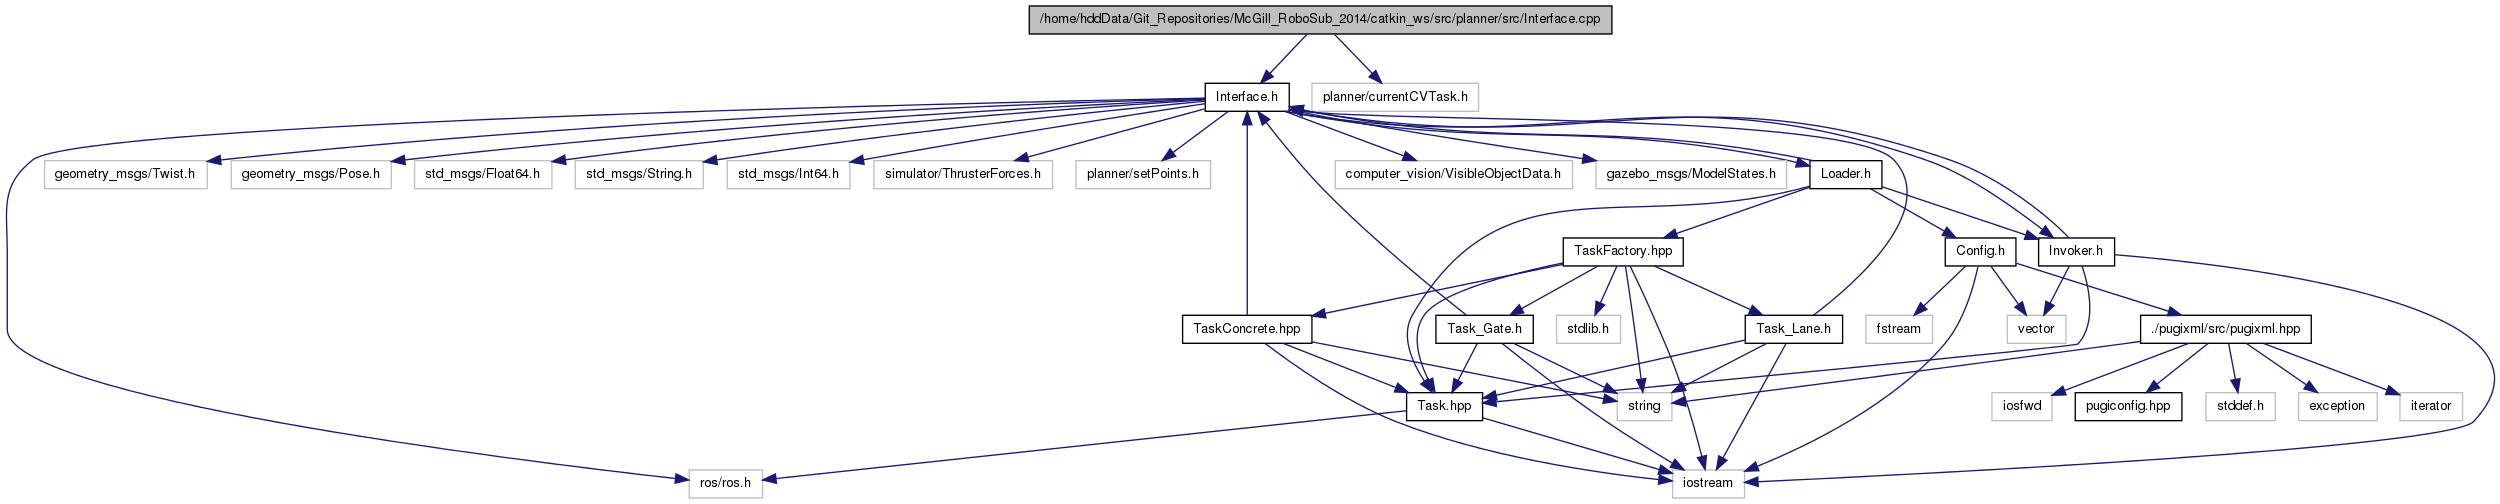 /home/hddData/Git_Repositories/McGill_RoboSub_2014/catkin_ws/src/planner/src/Interface.cpp
Interface.h
planner/currentCVTask.h
geometry_msgs/Twist.h
geometry_msgs/Pose.h
std_msgs/Float64.h
std_msgs/String.h
std_msgs/Int64.h
simulator/ThrusterForces.h
planner/setPoints.h
computer_vision/VisibleObjectData.h
gazebo_msgs/ModelStates.h
Loader.h
TaskFactory.hpp
Config.h
Invoker.h
TaskConcrete.hpp
Task_Gate.h
stdlib.h
Task_Lane.h
fstream
vector
./pugixml/src/pugixml.hpp
Task.hpp
string
iosfwd
pugiconfig.hpp
stddef.h
exception
iterator
ros/ros.h
iostream